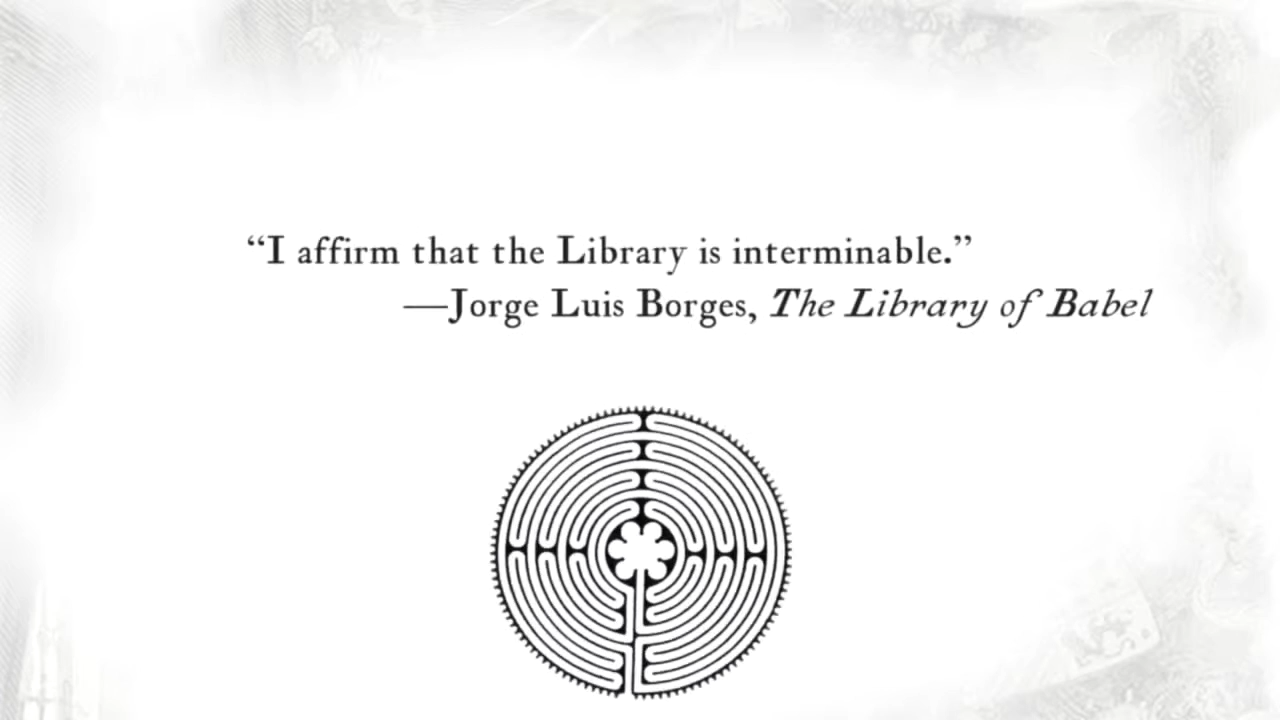 “I affirm that the Library is interminable.”
—Jorge Luis Borges, The Library of Babel